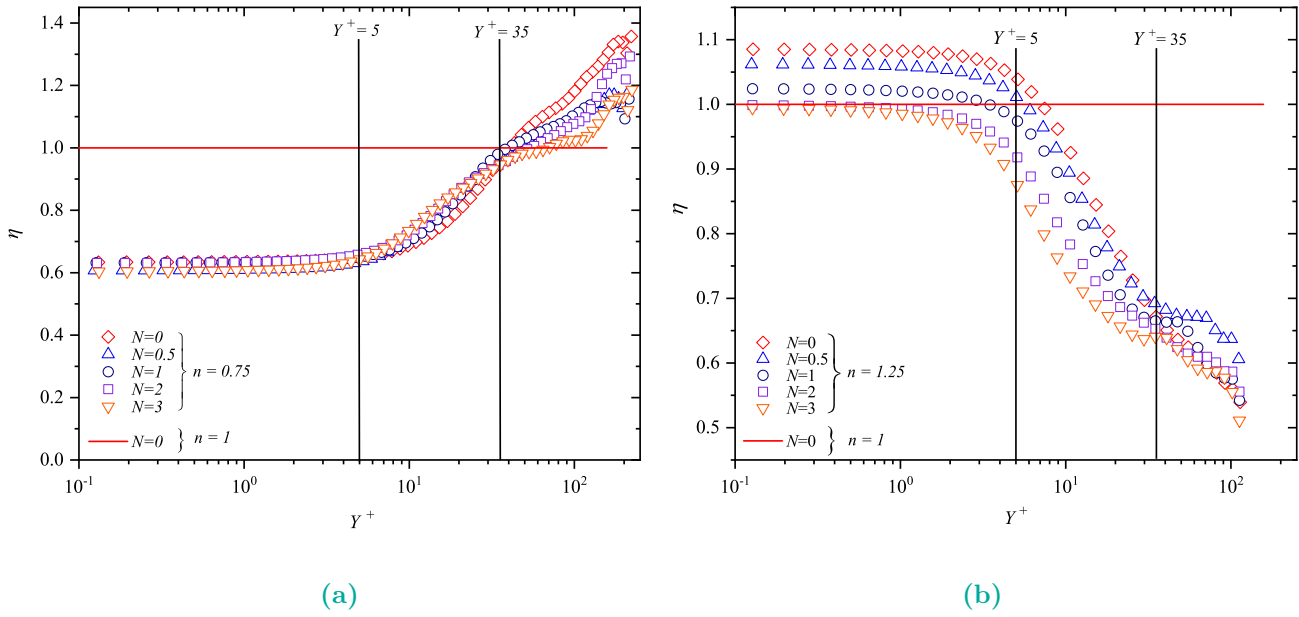 Y⁺= 5
Y⁺= 35
1.4
1.2
1.0
0.8
0.6
0.4
0.2
0.0
η
N=0
N=0.5
N=1
N=2
N=3
n = 0.75
N=0
n = 1
10⁻¹
10⁰
10¹
10²
Y⁺
(a)
Y⁺= 5
Y⁺= 35
1.1
1.0
0.9
0.8
0.7
0.6
0.5
η
N=0
N=0.5
N=1
N=2
N=3
n = 1.25
N=0
n = 1
10⁻¹
10⁰
10¹
10²
Y⁺
(b)